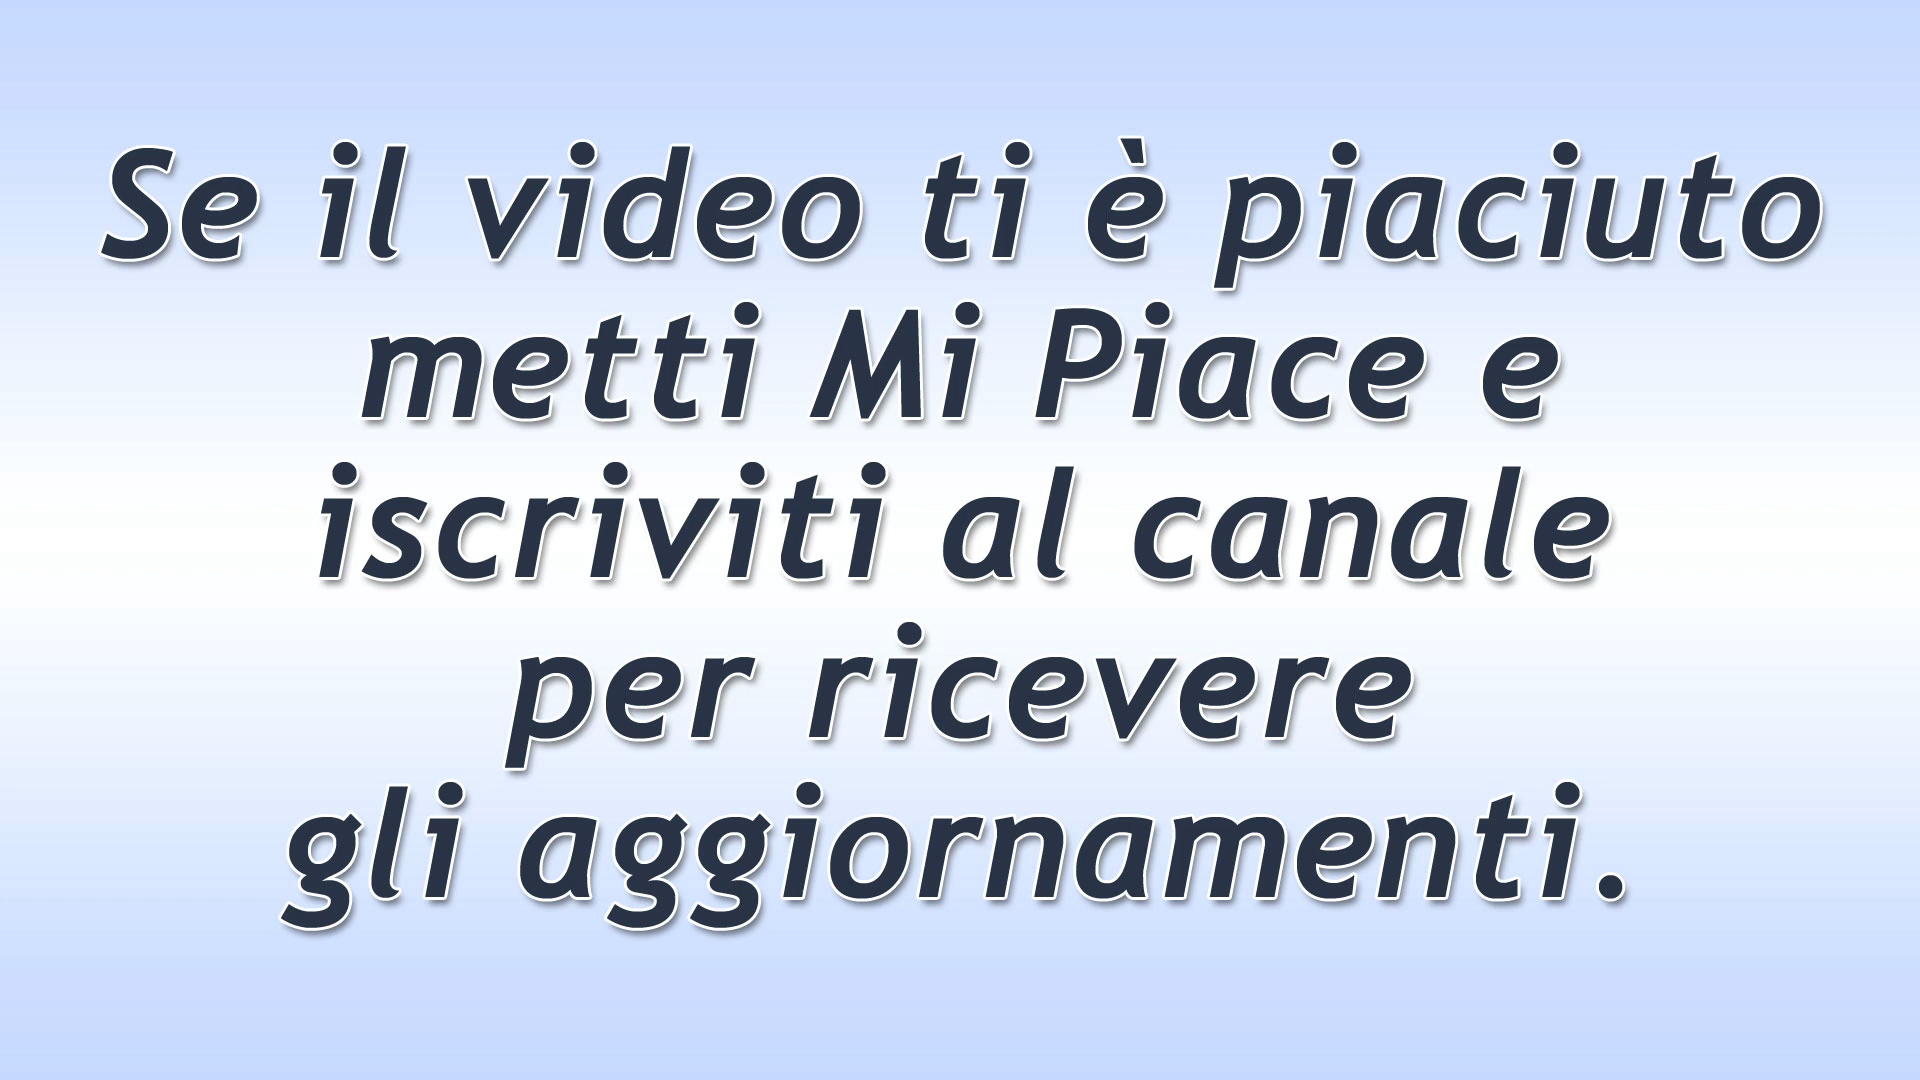 Se il video ti è piaciuto
metti Mi Piace e
iscriviti al canale
per ricevere
gli aggiornamenti.